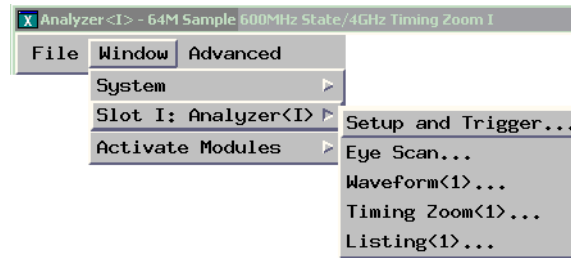 X Analyzer<I> - 64M Sample 600MHz State/4GHz Timing Zoom I
File Window Advanced
System
Slot I: Analyzer<I>
Activate Modules
Setup and Trigger...
Eye Scan...
Waveform<1>...
Timing Zoom<1>...
Listing<1>...